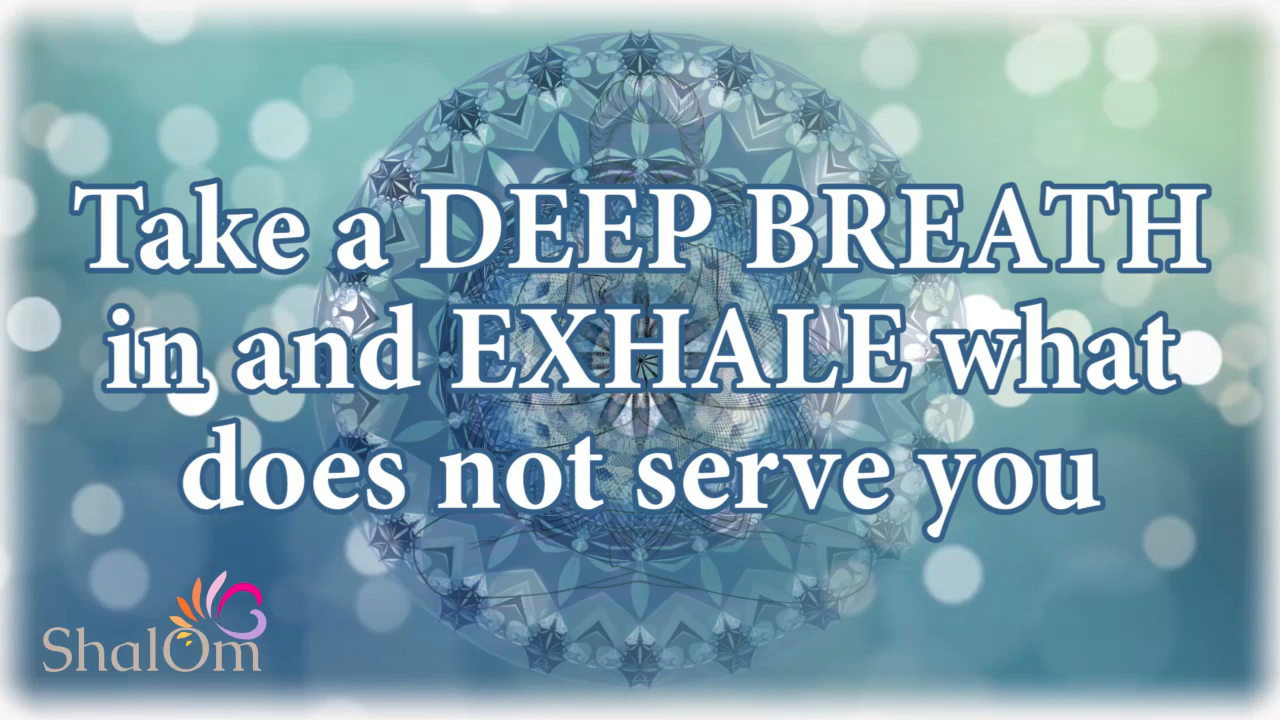 Take a DEEP BREATH
in and EXHALE what
does not serve you
ShalOm